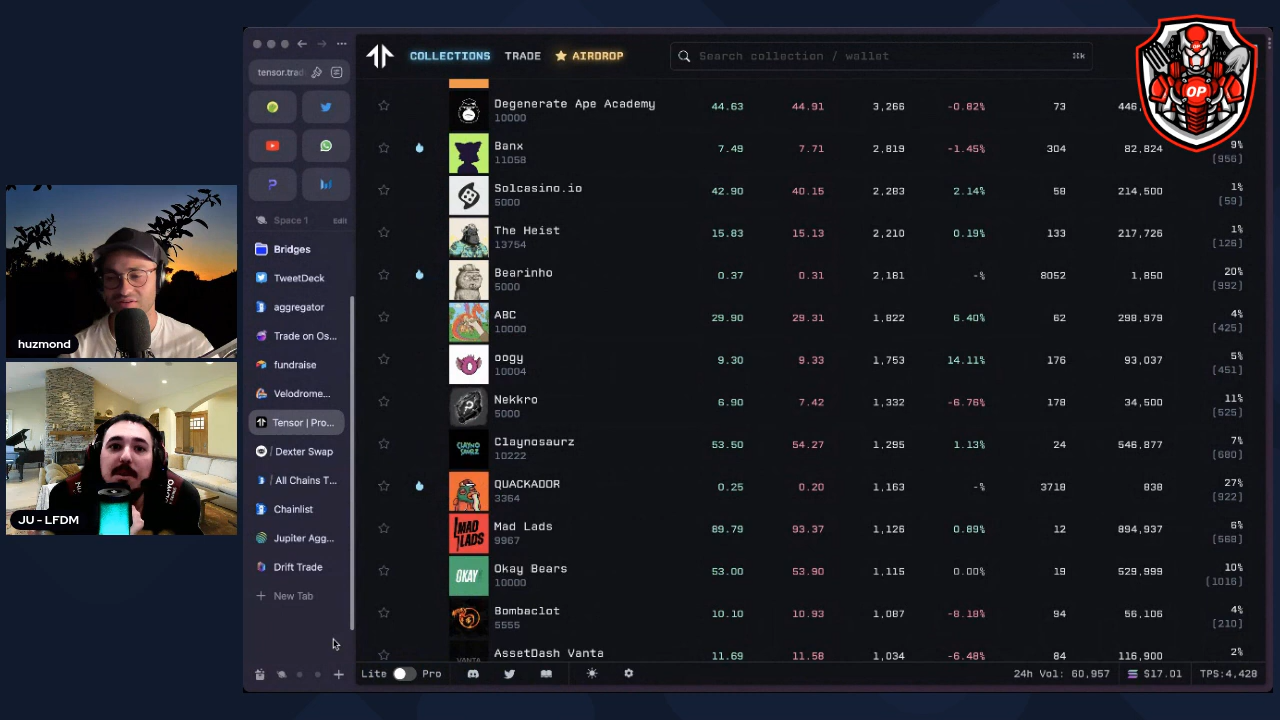 tensor.trad
COLLECTIONS TRADE AIRDROP
Search collection / wallet
⌘k
OP
OP
Space 1 Edit
Bridges
TweetDeck
aggregator
Trade on Os...
fundraise
Velodrome...
Tensor | Pro...
/ Dexter Swap
/ All Chains T...
Chainlist
Jupiter Agg...
Drift Trade
+ New Tab
huzmond
JU - LFDM
Degenerate Ape Academy 44.63 44.91 3,266 -0.82% 73 446,
10000
Banx 7.49 7.71 2,819 -1.45% 304 82,824 9%
11058 [956]
Solcasino.io 42.90 40.15 2,283 2.14% 58 214,500 1%
5000 [59]
The Heist 15.83 15.13 2,210 0.19% 133 217,726 1%
13754 [126]
Bearinho 0.37 0.31 2,181 -% 8052 1,850 20%
5000 [992]
ABC 29.90 29.31 1,822 6.40% 62 298,979 4%
10000 [425]
oogy 9.30 9.33 1,753 14.11% 176 93,037 5%
10004 [451]
Nekkro 6.90 7.42 1,332 -6.76% 178 34,500 11%
5000 [525]
CLAYNO SAURZ
Claynosaurz 53.50 54.27 1,295 1.13% 24 546,877 7%
10222 [680]
QUACKADOR 0.25 0.20 1,163 -% 3718 838 27%
3364 [922]
MAD LADS
Mad Lads 89.79 93.37 1,126 0.89% 12 894,937 6%
9967 [568]
OKAY
Okay Bears 53.00 53.90 1,115 0.00% 19 529,999 10%
10000 [1016]
Bombaclot 10.10 10.93 1,087 -8.18% 94 56,106 4%
5555 [210]
VANTA
AssetDash Vanta 11.69 11.58 1,034 -6.48% 84 116,900 2%
Lite Pro
24h Vol: 60,957 $17.01 TPS:4,428